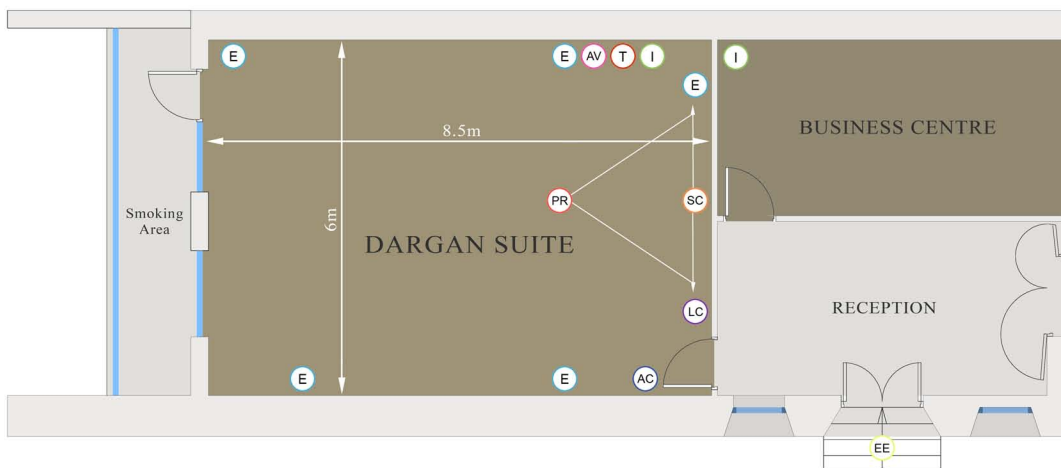 E
E
AV
T
I
I
E
8.5m
BUSINESS CENTRE
PR
SC
Smoking
Area
6m
DARGAN SUITE
LC
RECEPTION
E
E
AC
EE